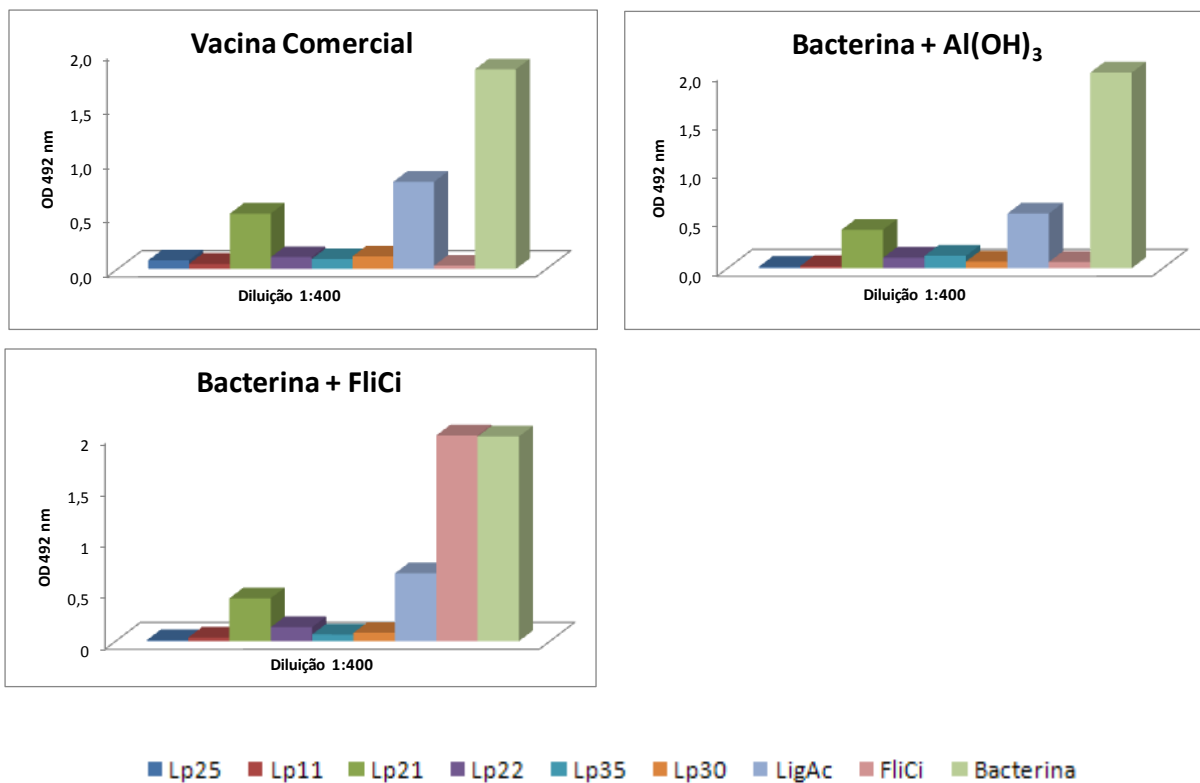 Vacina Comercial
OD 492 nm
2,0
1,5
1,0
0,5
0,0
Diluição 1:400
Bacterina + Al(OH)₃
OD 492 nm
2,0
1,5
1,0
0,5
0,0
Diluição 1:400
Bacterina + FliCi
OD 492 nm
2
1,5
1
0,5
0
Diluição 1:400
Lp25 Lp11 Lp21 Lp22 Lp35 Lp30 LigAc FliCi Bacterina